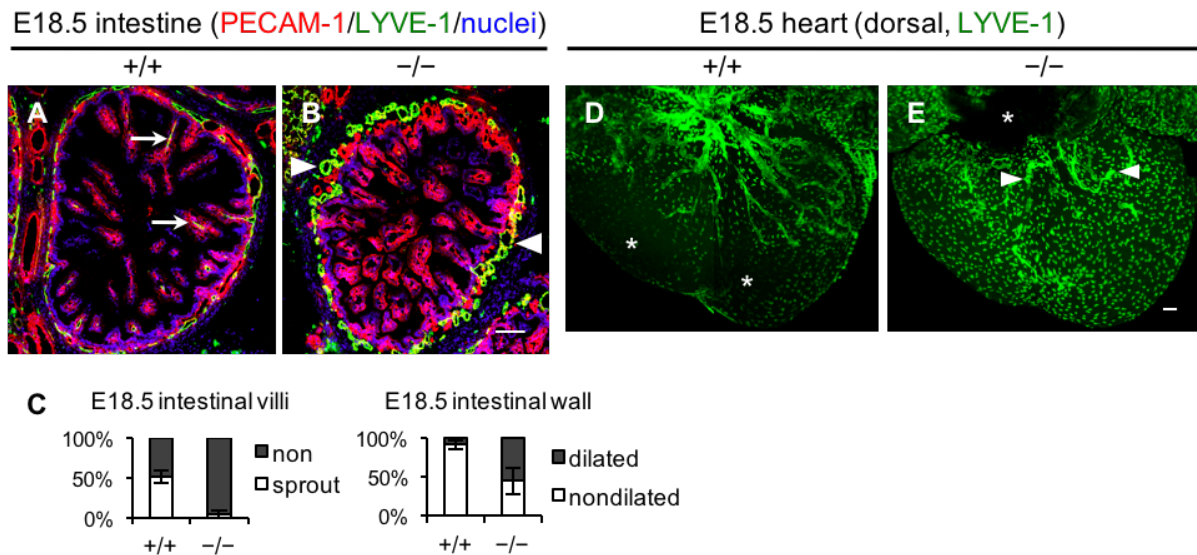 E18.5 intestine (PECAM-1/LYVE-1/nuclei)
+/+
−/−
A
B
E18.5 heart (dorsal, LYVE-1)
+/+
−/−
D
*
*
E
*
C
E18.5 intestinal villi
100%
50%
0%
+/+
−/−
non
sprout
E18.5 intestinal wall
100%
50%
0%
+/+
−/−
dilated
nondilated